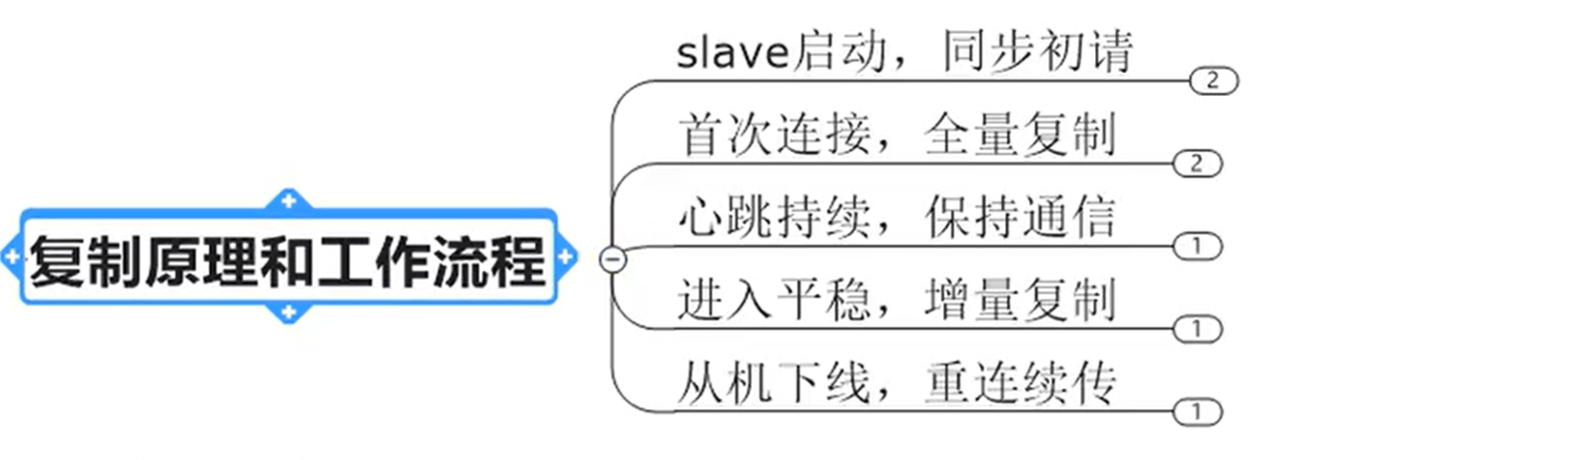 slave启动，同步初请
2
首次连接，全量复制
2
心跳持续，保持通信
1
复制原理和工作流程
进入平稳，增量复制
1
从机下线，重连续传
1